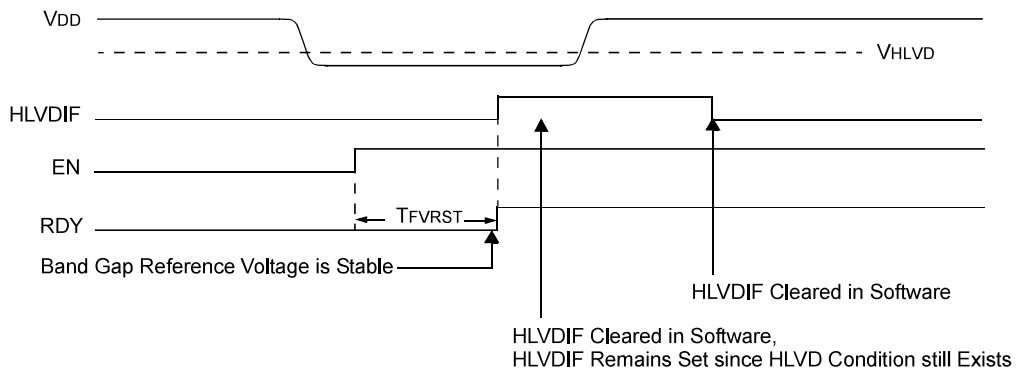 VDD
VHLVD
HLVDIF
EN
TFVRST
RDY
Band Gap Reference Voltage is Stable
HLVDIF Cleared in Software
HLVDIF Cleared in Software,
HLVDIF Remains Set since HLVD Condition still Exists